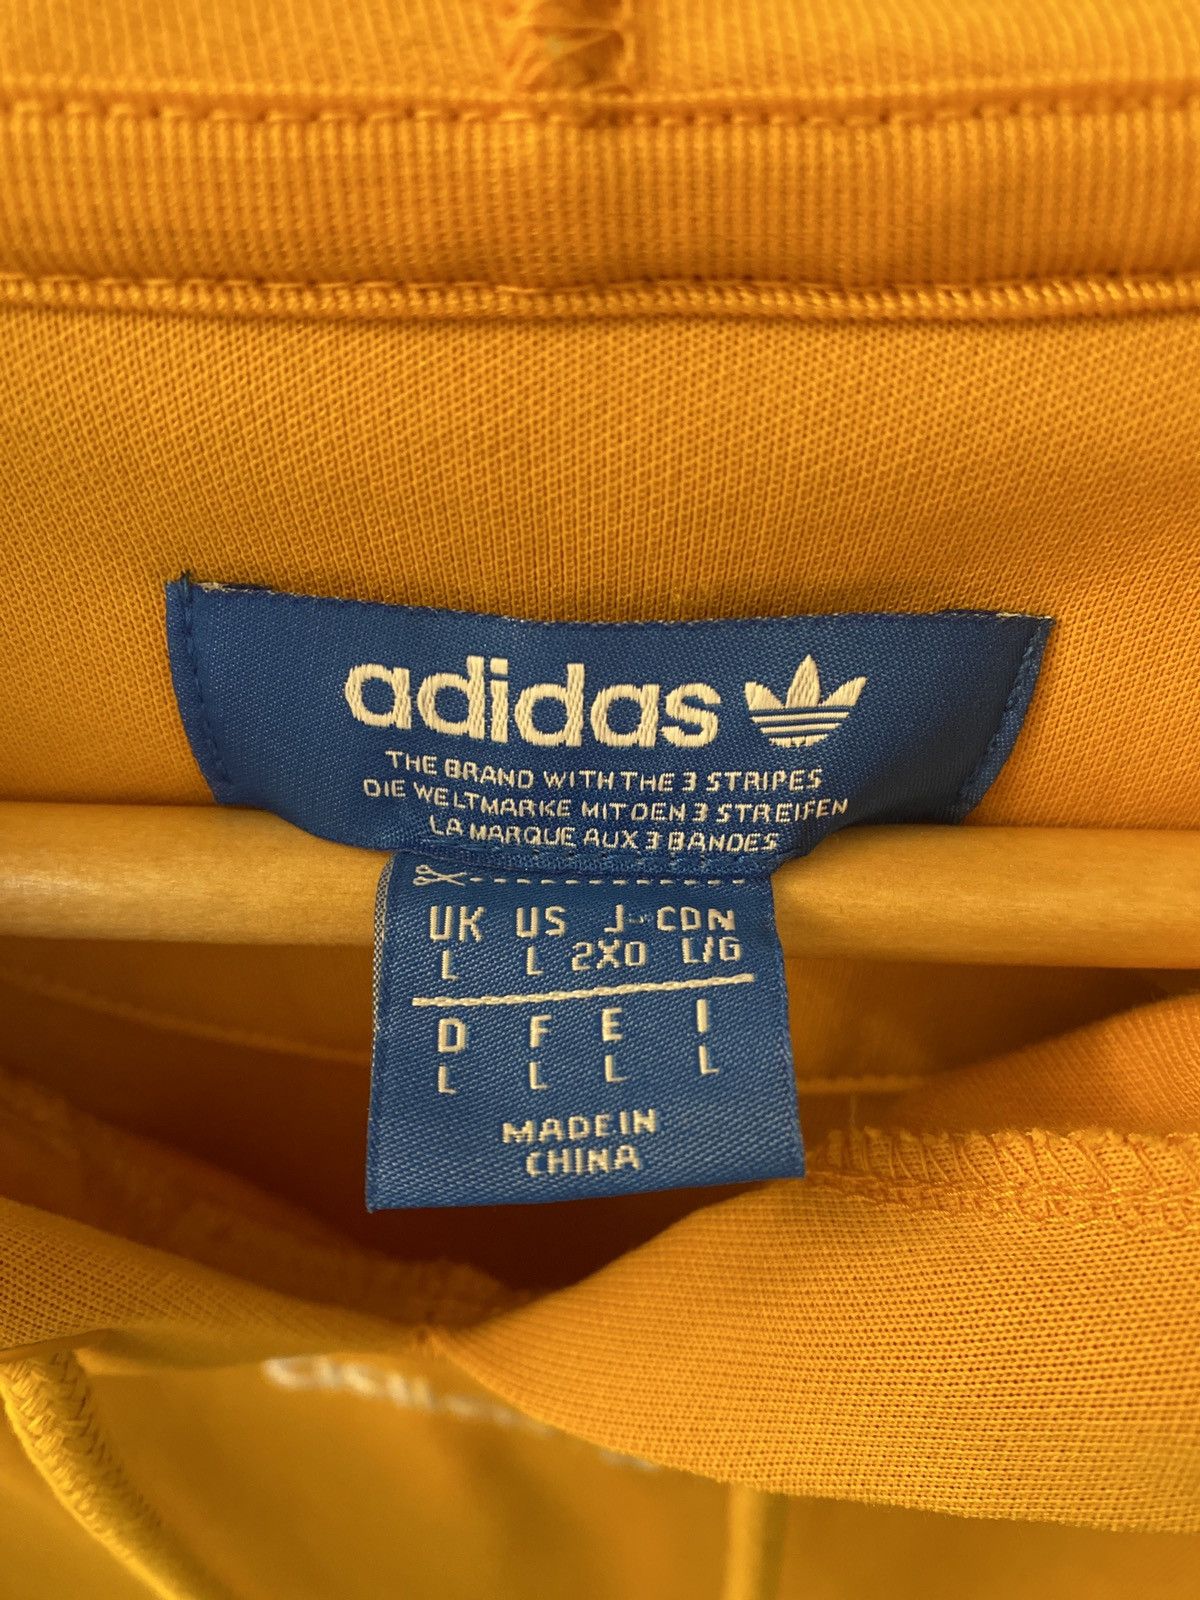 adidas
THE BRAND WITH THE 3 STRIPES
DIE WELTMARKE MIT DEN 3 STREIFEN
LA MARQUE AUX 3 BANDES
UK US J- CDN
L L 2XO L/G
D F E I
L L L L
MADE IN
CHINA